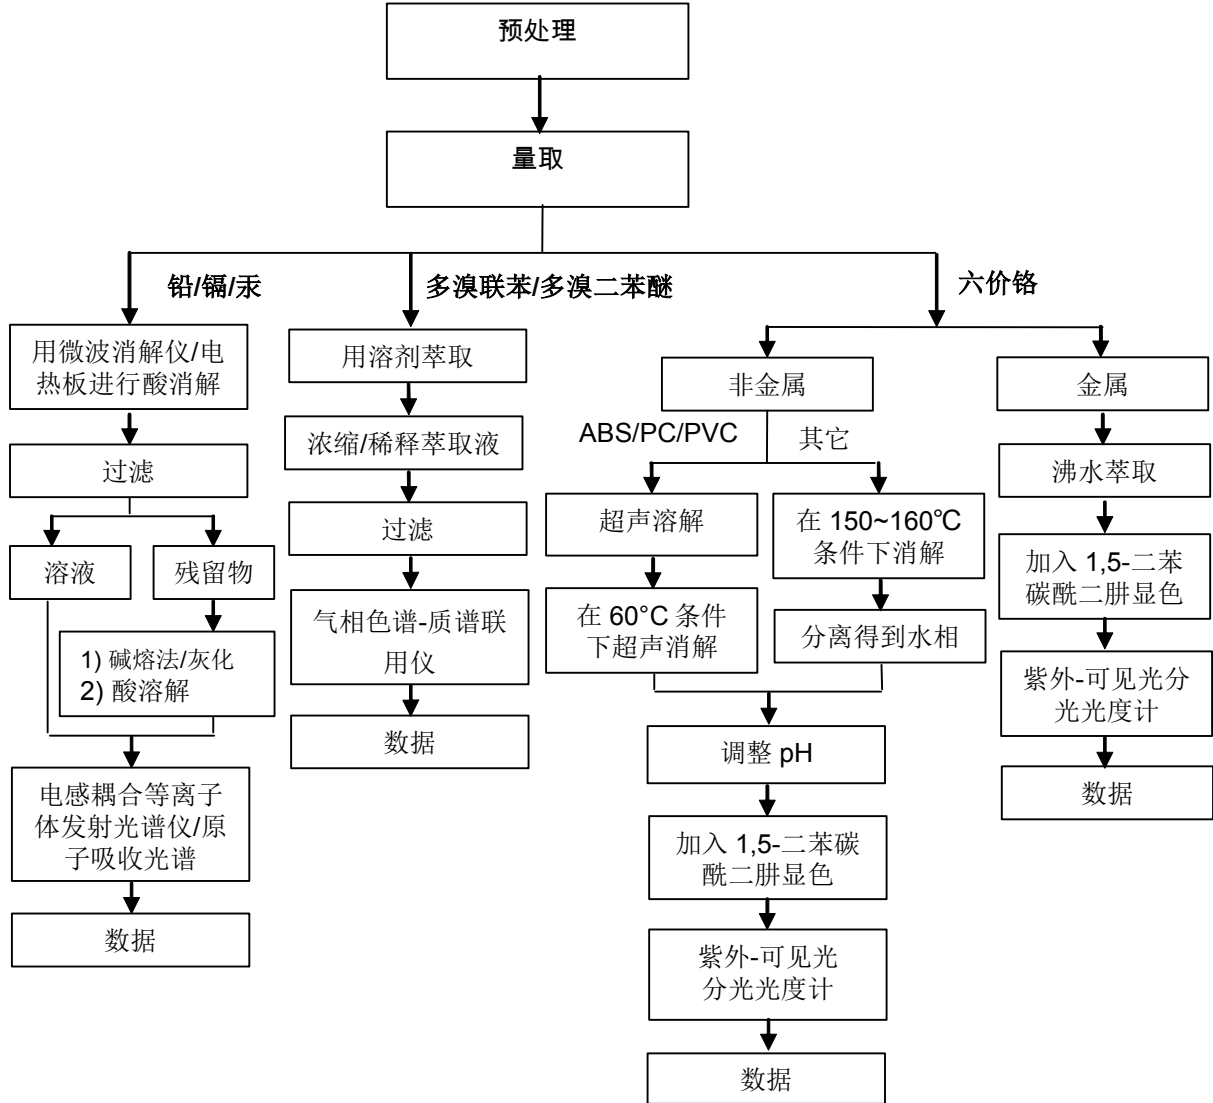 预处理
量取
铅/镉/汞
多溴联苯/多溴二苯醚
六价铬
用微波消解仪/电
热板进行酸消解
过滤
溶液
残留物
1) 碱熔法/灰化
2) 酸溶解
电感耦合等离子
体发射光谱仪/原
子吸收光谱
数据
用溶剂萃取
浓缩/稀释萃取液
过滤
气相色谱-质谱联
用仪
数据
非金属
ABS/PC/PVC
其它
超声溶解
在 60°C 条件
下超声消解
在 150~160℃
条件下消解
分离得到水相
调整 pH
加入 1,5-二苯碳
酰二肼显色
紫外-可见光
分光光度计
数据
金属
沸水萃取
加入 1,5-二苯
碳酰二肼显色
紫外-可见光分
光光度计
数据